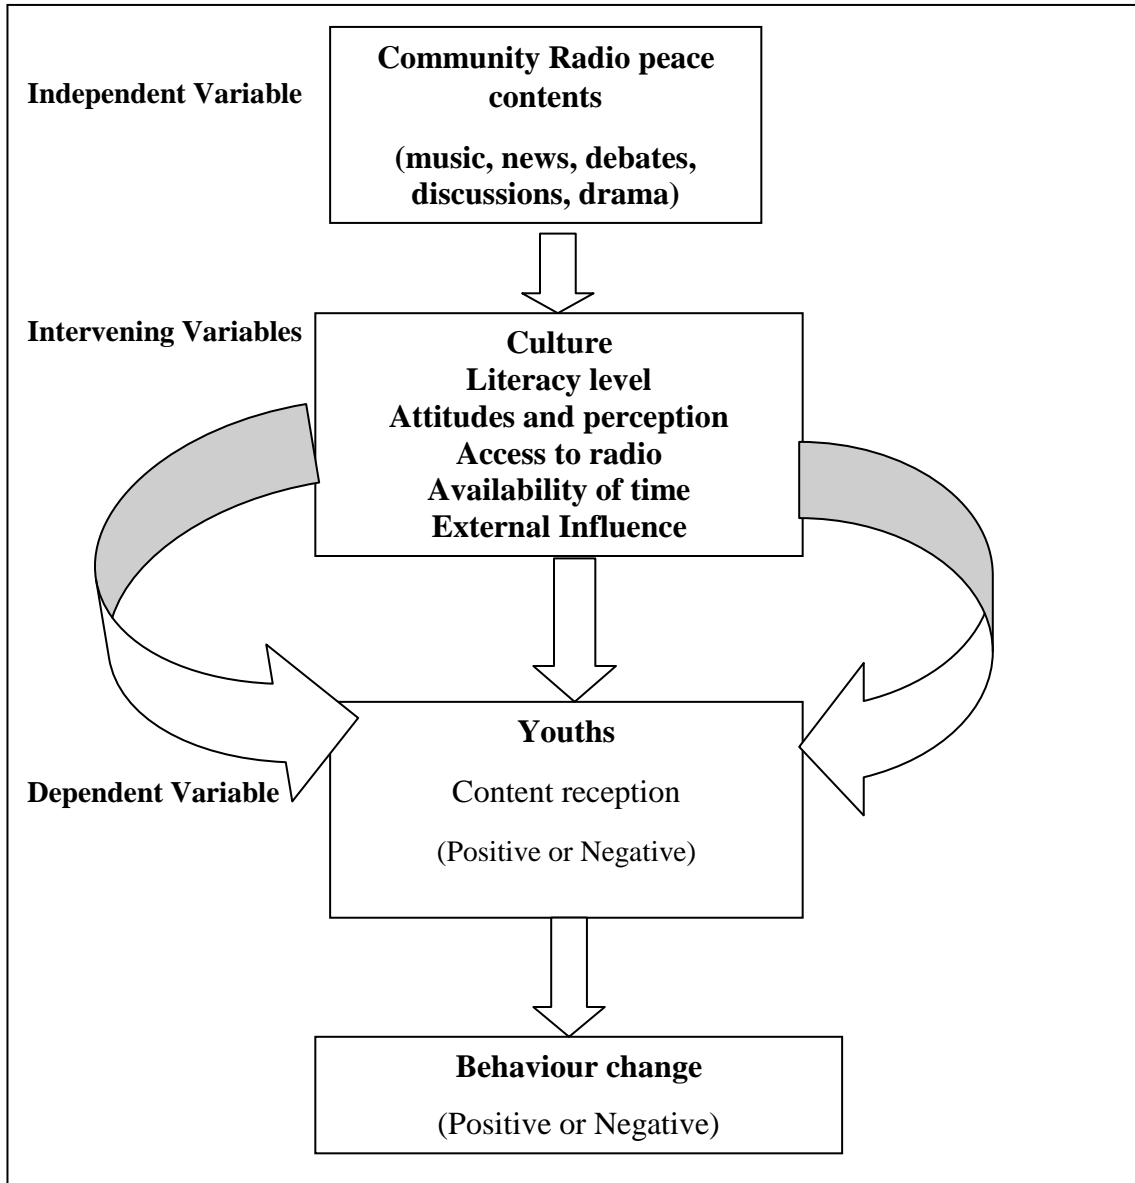 Independent Variable
Community Radio peace
contents
(music, news, debates,
discussions, drama)
Intervening Variables
Culture
Literacy level
Attitudes and perception
Access to radio
Availability of time
External Influence
Dependent Variable
Youths
Content reception
(Positive or Negative)
Behaviour change
(Positive or Negative)